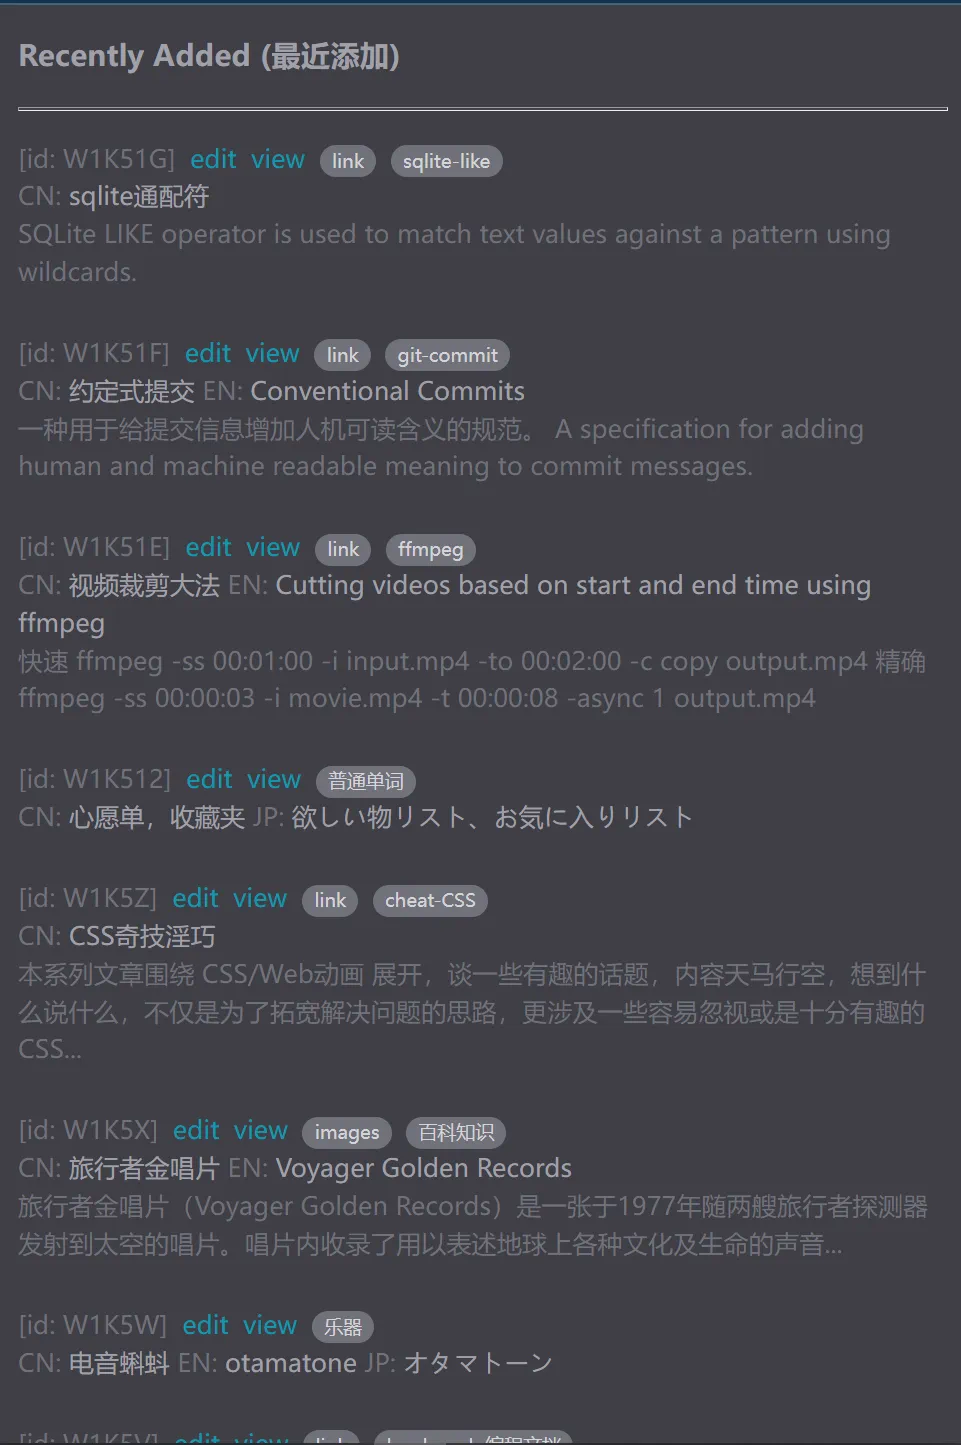 Recently Added (最近添加)
[id: W1K51G] edit view link sqlite-like
CN: sqlite通配符
SQLite LIKE operator is used to match text values against a pattern using
wildcards.
[id: W1K51F] edit view link git-commit
CN: 约定式提交 EN: Conventional Commits
一种用于给提交信息增加人机可读含义的规范。 A specification for adding
human and machine readable meaning to commit messages.
[id: W1K51E] edit view link ffmpeg
CN: 视频裁剪大法 EN: Cutting videos based on start and end time using
ffmpeg
快速 ffmpeg -ss 00:01:00 -i input.mp4 -to 00:02:00 -c copy output.mp4 精确
ffmpeg -ss 00:00:03 -i movie.mp4 -t 00:00:08 -async 1 output.mp4
[id: W1K512] edit view 普通单词
CN: 心愿单，收藏夹 JP: 欲しい物リスト、お気に入りリスト
[id: W1K5Z] edit view link cheat-CSS
CN: CSS奇技淫巧
本系列文章围绕 CSS/Web动画 展开，谈一些有趣的话题，内容天马行空，想到什
么说什么，不仅是为了拓宽解决问题的思路，更涉及一些容易忽视或是十分有趣的
CSS...
[id: W1K5X] edit view images 百科知识
CN: 旅行者金唱片 EN: Voyager Golden Records
旅行者金唱片（Voyager Golden Records）是一张于1977年随两艘旅行者探测器
发射到太空的唱片。唱片内收录了用以表述地球上各种文化及生命的声音...
[id: W1K5W] edit view 乐器
CN: 电音蝌蚪 EN: otamatone JP: オタマトーン
[id: W1K5V] edit view link